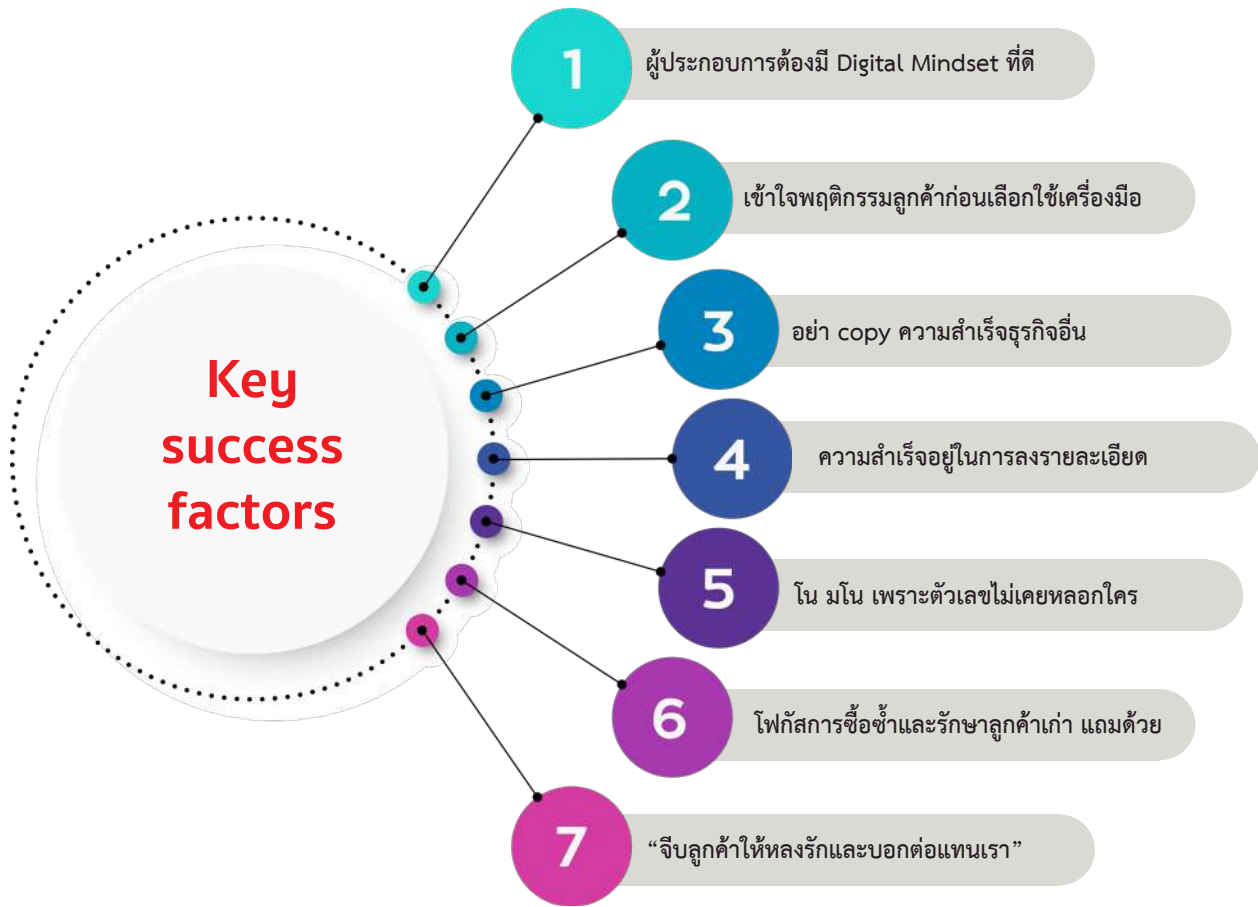 1
ผู้ประกอบการต้องมี Digital Mindset ที่ดี
2
เข้าใจพฤติกรรมลูกค้าก่อนเลือกใช้เครื่องมือ
3
อย่า copy ความสำเร็จธุรกิจอื่น
Key
success
factors
4
ความสำเร็จอยู่ในการลงรายละเอียด
5
โน มโน เพราะตัวเลขไม่เคยหลอกใคร
6
โฟกัสการซื้อซ้ำและรักษาลูกค้าเก่า แถมด้วย
7
“จีบลูกค้าให้หลงรักและบอกต่อแทนเรา”